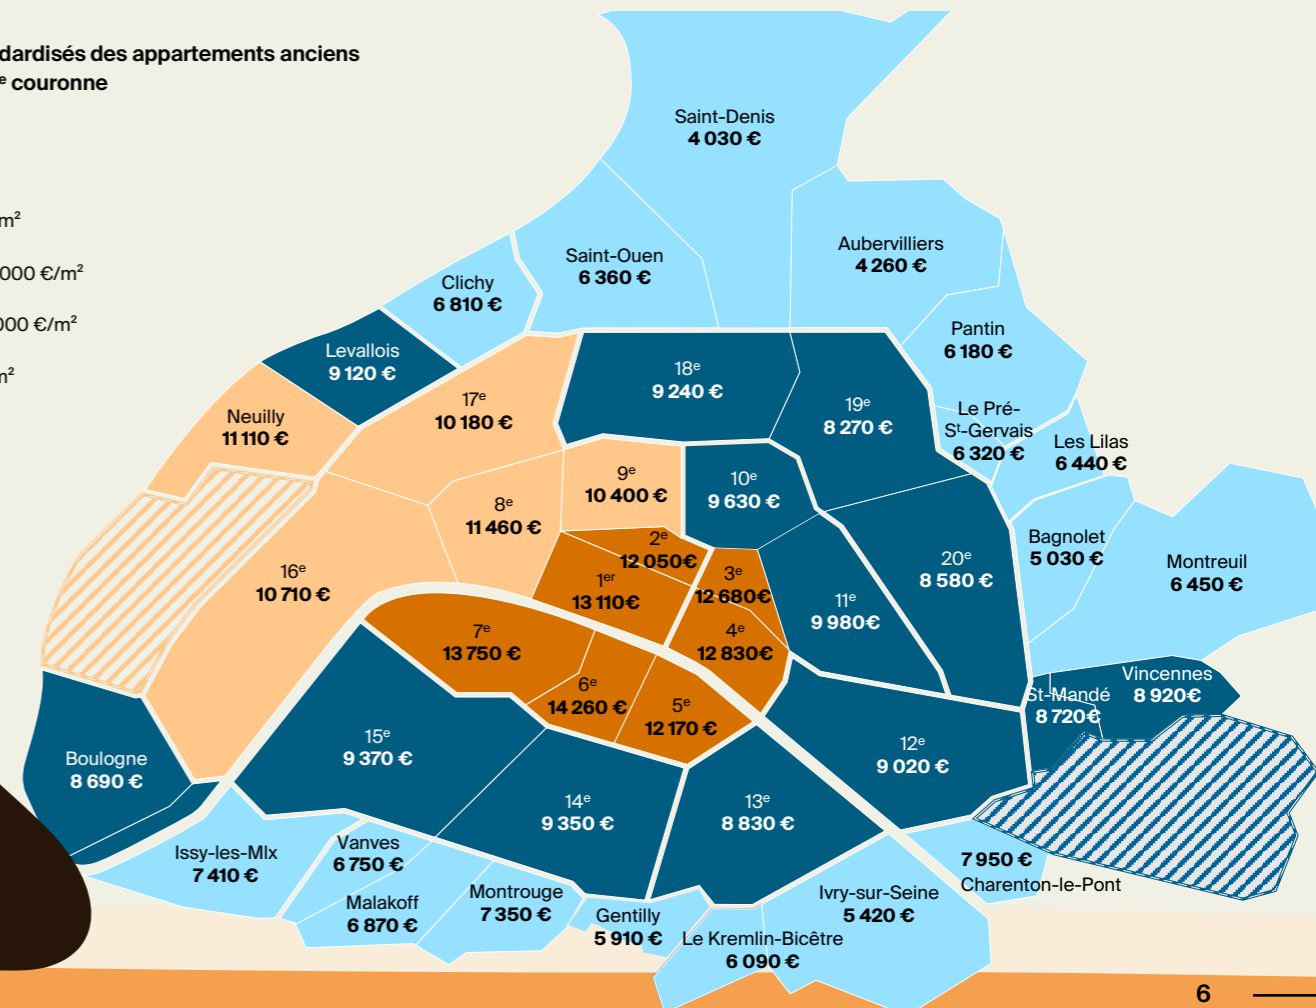 dardisés des appartements anciens
e couronne
m²
000 €/m²
000 €/m²
m²
Saint-Denis
4 030 €
Aubervilliers
4 260 €
Saint-Ouen
6 360 €
Clichy
6 810 €
Pantin
6 180 €
Levallois
9 120 €
18e
9 240 €
17e
10 180 €
19e
8 270 €
Neuilly
11 110 €
Le Pré-
St-Gervais
6 320 €
Les Lilas
6 440 €
9e
10 400 €
10e
9 630 €
8e
11 460 €
2e
12 050€
Bagnolet
5 030 €
20e
8 580 €
Montreuil
6 450 €
16e
10 710 €
1er
13 110€
3e
12 680€
11e
9 980€
7e
13 750 €
4e
12 830€
6e
14 260 €
5e
12 170 €
Vincennes
8 920€
St-Mandé
8 720€
15e
9 370 €
12e
9 020 €
Boulogne
8 690 €
14e
9 350 €
13e
8 830 €
Issy-les-Mlx
7 410 €
Vanves
6 750 €
7 950 €
Charenton-le-Pont
Malakoff
6 870 €
Montrouge
7 350 €
Ivry-sur-Seine
5 420 €
Gentilly
5 910 €
Le Kremlin-Bicêtre
6 090 €
6